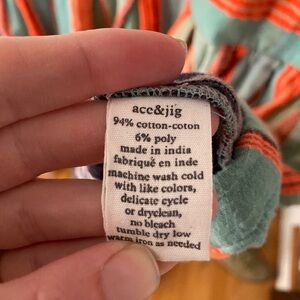 ace&jig
94% cotton-coton
6% poly
made in india
fabriqué en inde
machine wash cold
with like colors,
delicate cycle
or dryclean,
no bleach
tumble dry low
warm iron as needed